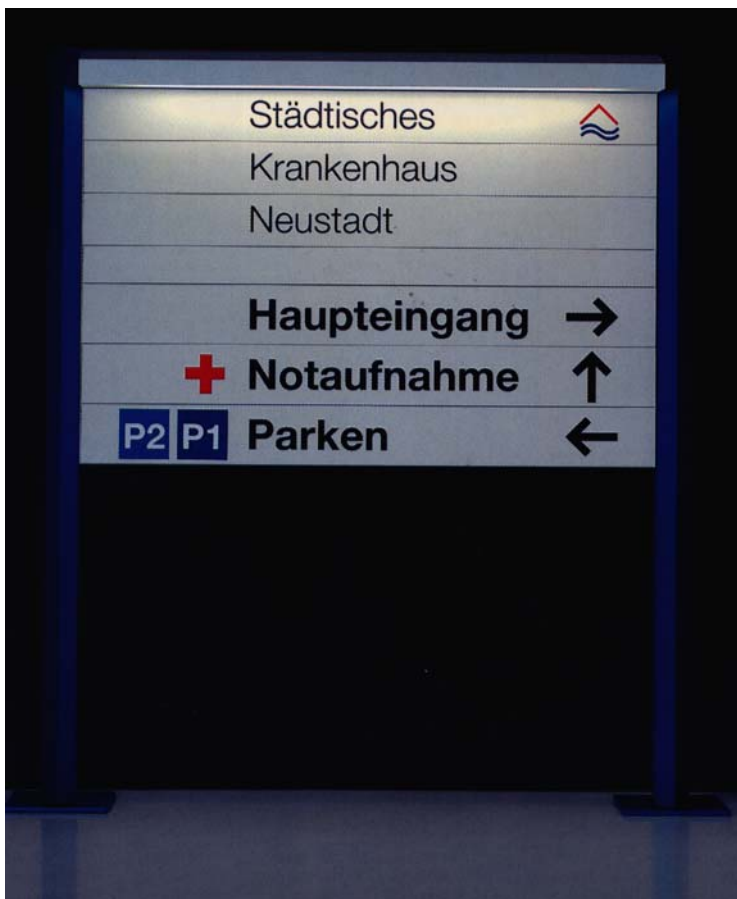 Städtisches
Krankenhaus
Neustadt
Haupteingang →
Notaufnahme ↑
P2 P1 Parken ←